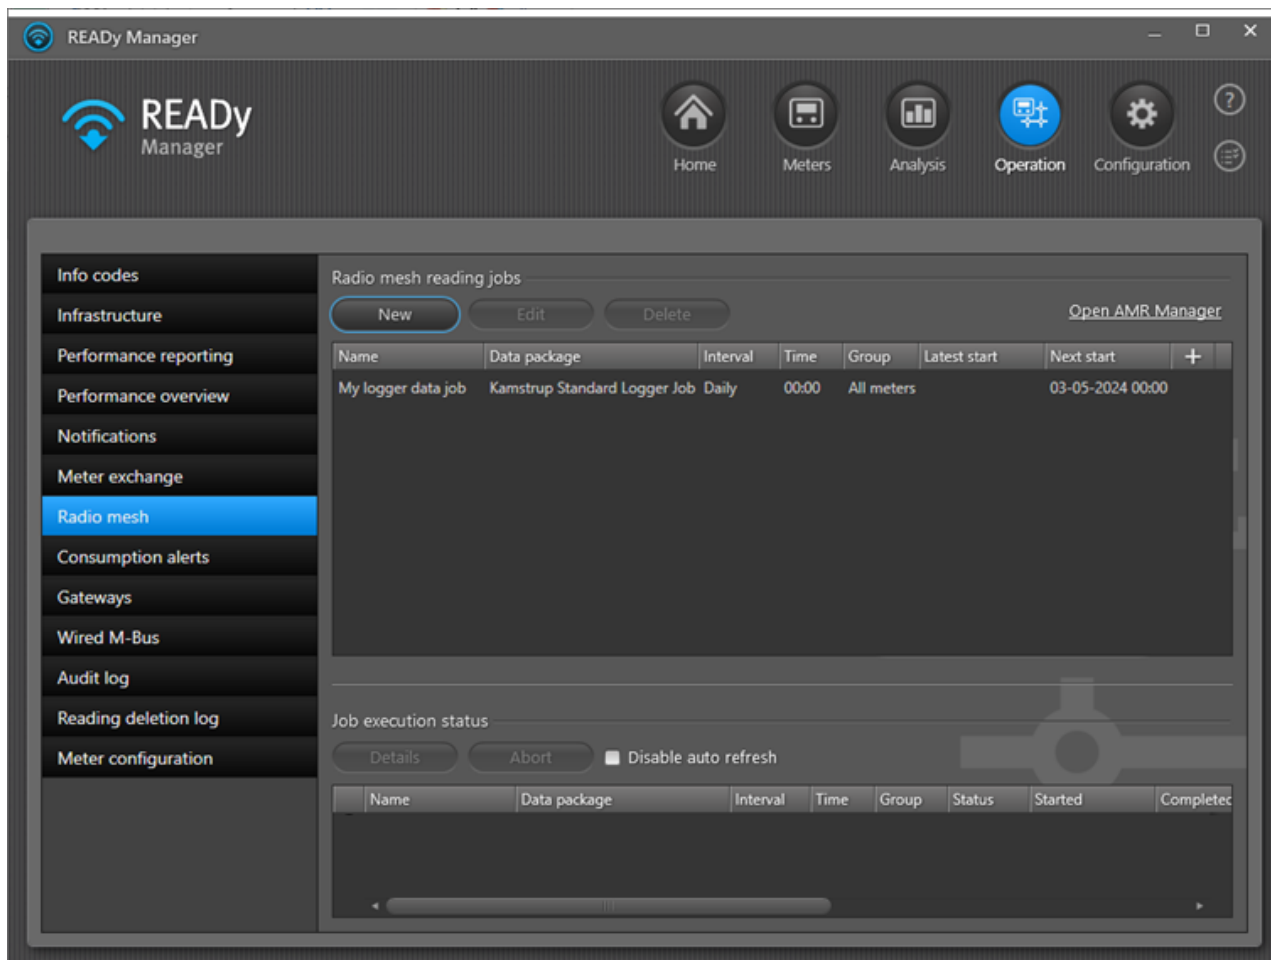 READy Manager
READy
Manager
Home
Meters
Analysis
Operation
Configuration
?
Info codes
Infrastructure
Performance reporting
Performance overview
Notifications
Meter exchange
Radio mesh
Consumption alerts
Gateways
Wired M-Bus
Audit log
Reading deletion log
Meter configuration
Radio mesh reading jobs
New Edit Delete Open AMR Manager
Name Data package Interval Time Group Latest start Next start +
My logger data job Kamstrup Standard Logger Job Daily 00:00 All meters 03-05-2024 00:00
Job execution status
Details Abort Disable auto refresh
Name Data package Interval Time Group Status Started Completed